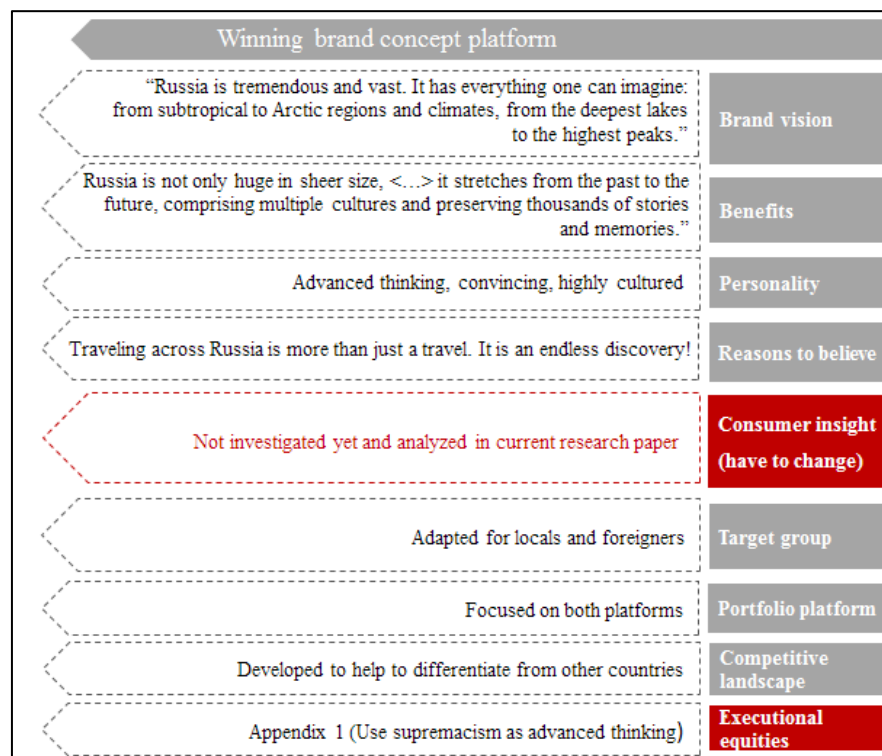 Winning brand concept platform
“Russia is tremendous and vast. It has everything one can imagine:
from subtropical to Arctic regions and climates, from the deepest lakes
to the highest peaks.”
Brand vision
Russia is not only huge in sheer size, <...> it stretches from the past to the
future, comprising multiple cultures and preserving thousands of stories
and memories.”
Benefits
Advanced thinking, convincing, highly cultured
Personality
Traveling across Russia is more than just a travel. It is an endless discovery!
Reasons to believe
Not investigated yet and analyzed in current research paper
Consumer insight
(have to change)
Adapted for locals and foreigners
Target group
Focused on both platforms
Portfolio platform
Developed to help to differentiate from other countries
Competitive
landscape
Appendix 1 (Use supremacism as advanced thinking)
Executional
equities